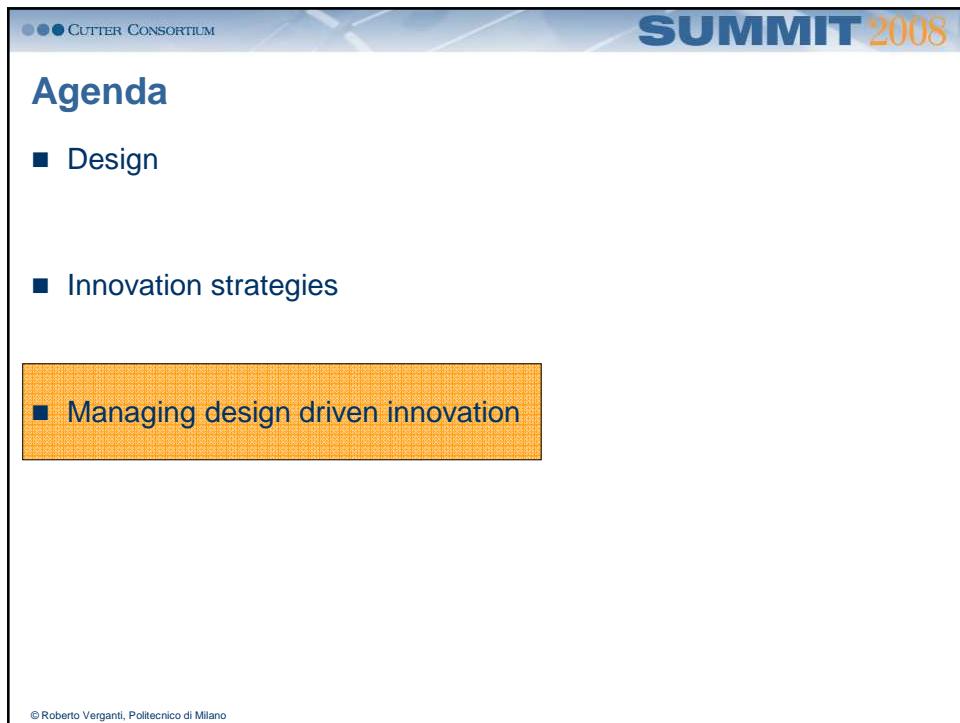 CUTTER CONSORTIUM
SUMMIT 2008
Agenda
Design
Innovation strategies
Managing design driven innovation
© Roberto Verganti, Politecnico di Milano